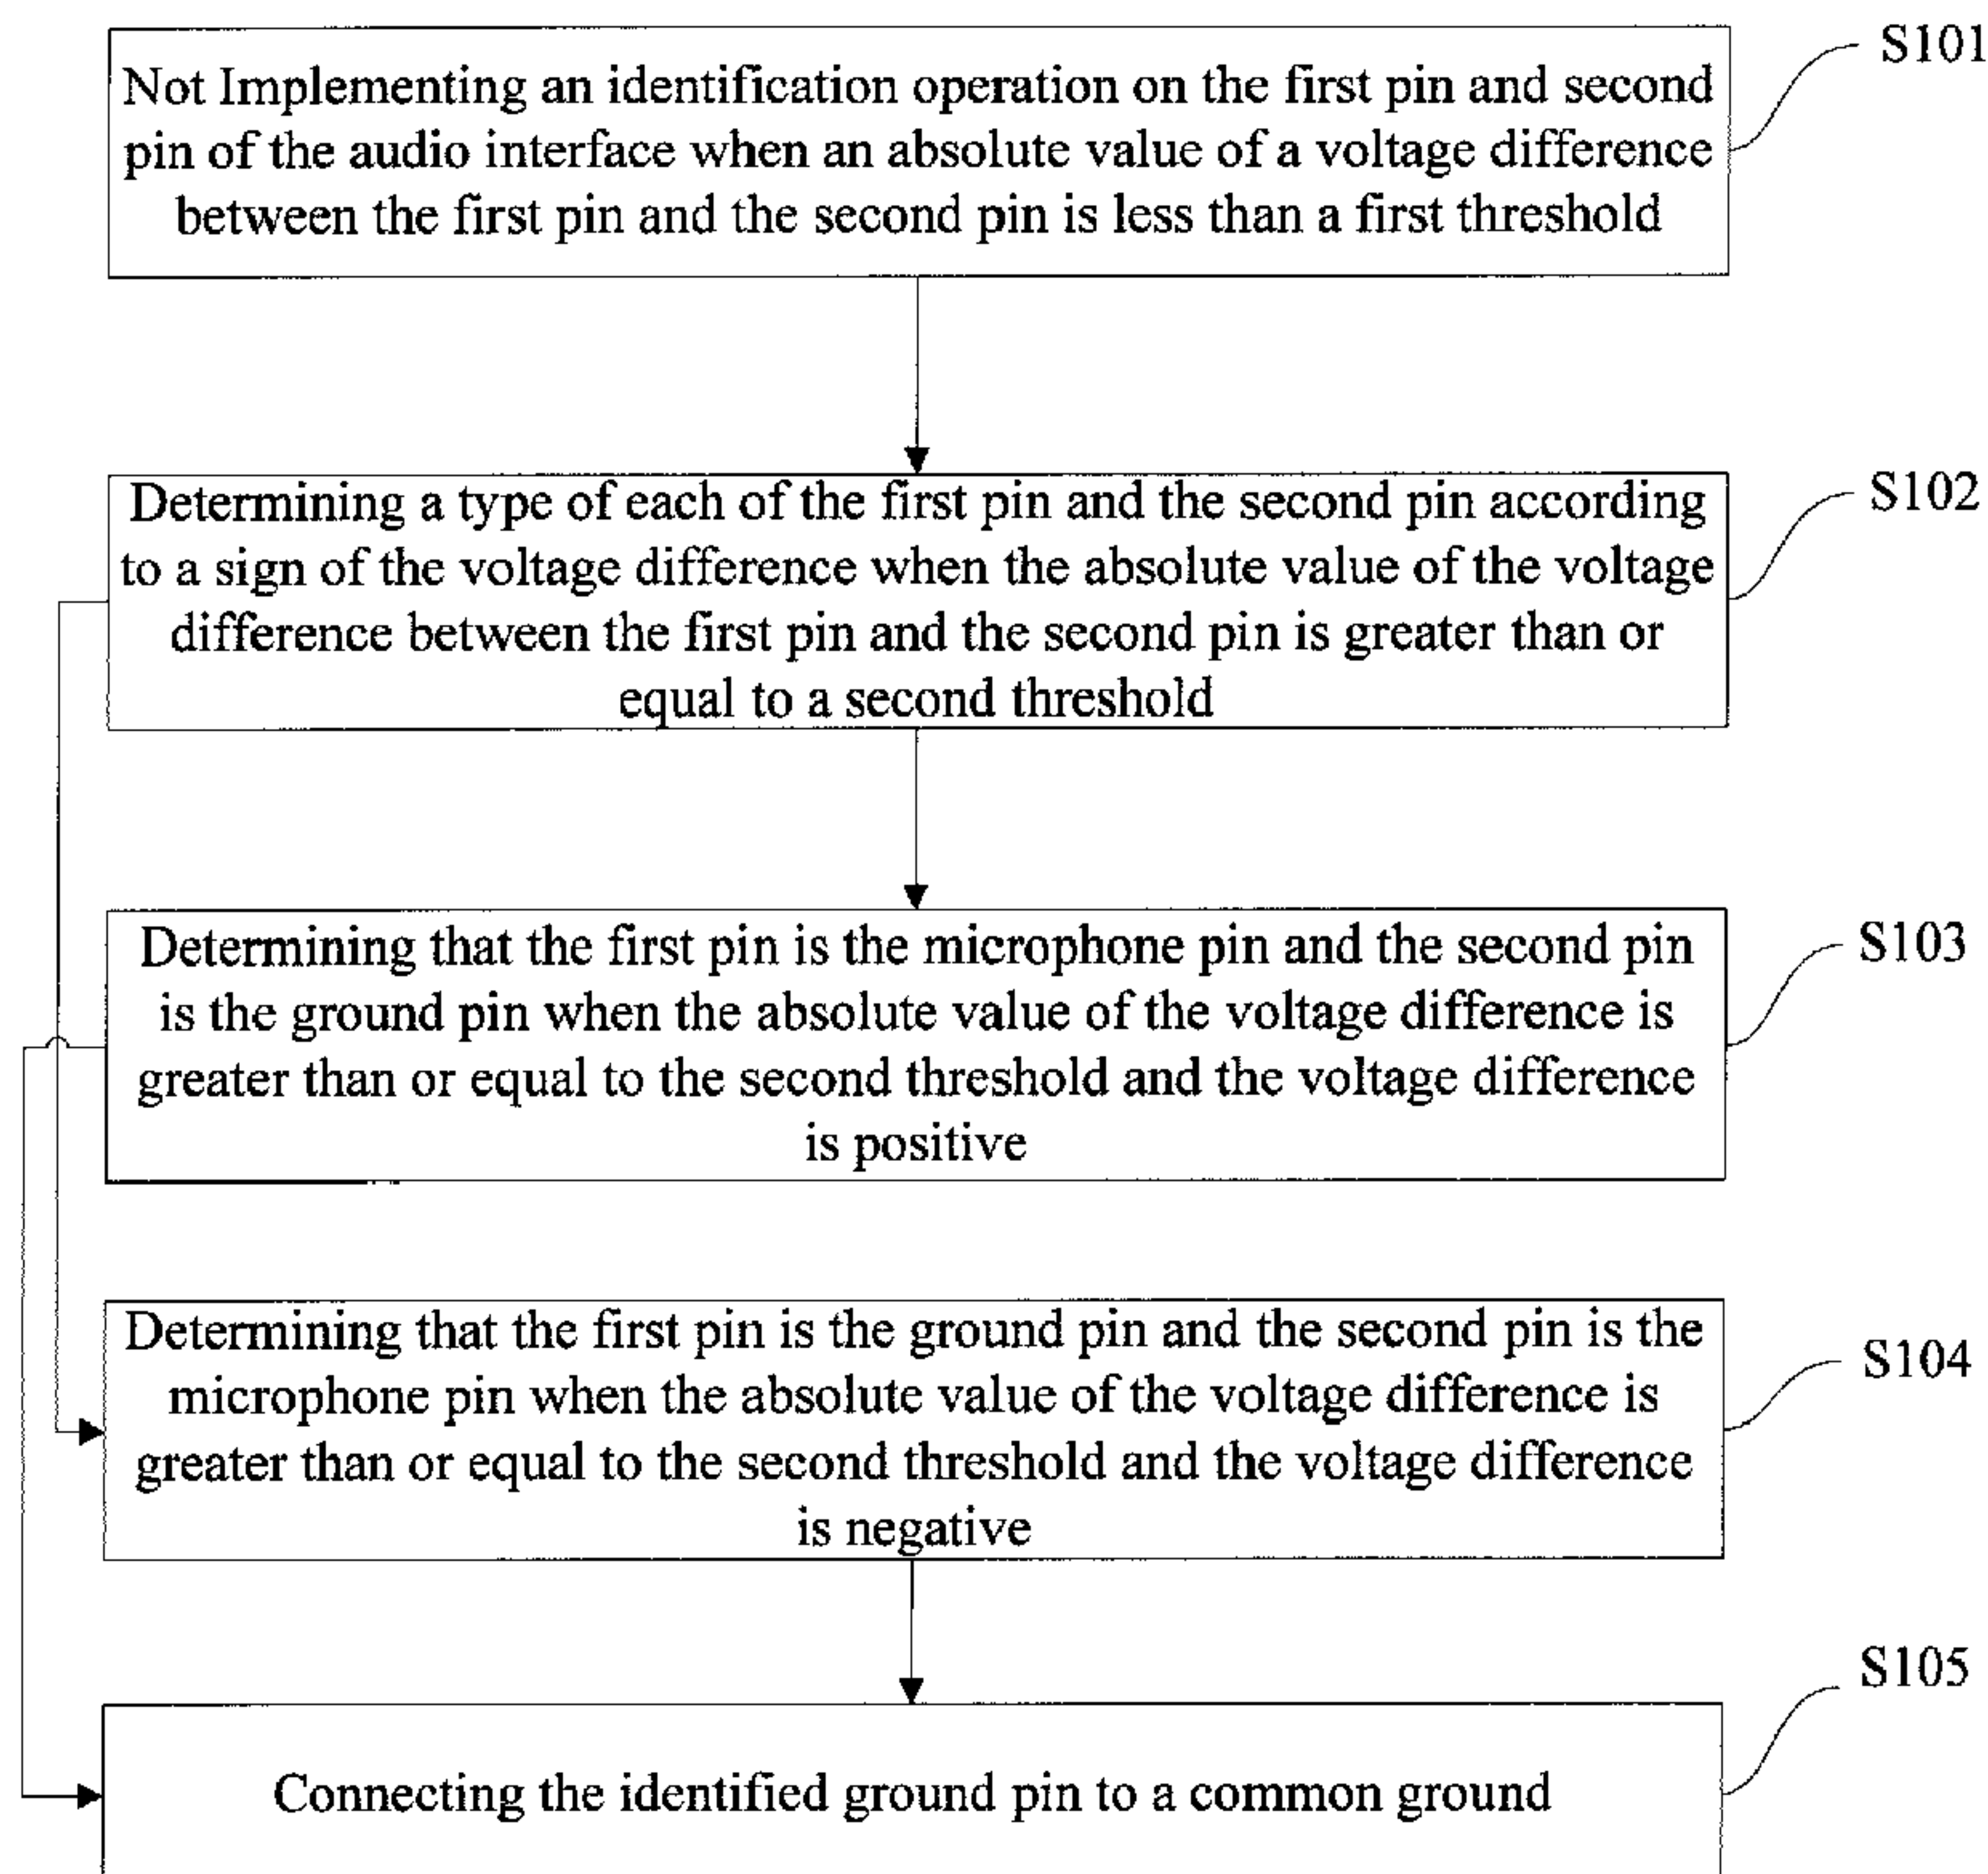 S101
Not Implementing an identification operation on the first pin and second
pin of the audio interface when an absolute value of a voltage difference
between the first pin and the second pin is less than a first threshold
S102
Determining a type of each of the first pin and the second pin according
to a sign of the voltage difference when the absolute value of the voltage
difference between the first pin and the second pin is greater than or
equal to a second threshold
S103
Determining that the first pin is the microphone pin and the second pin
is the ground pin when the absolute value of the voltage difference is
greater than or equal to the second threshold and the voltage difference
is positive
S104
Determining that the first pin is the ground pin and the second pin is the
microphone pin when the absolute value of the voltage difference is
greater than or equal to the second threshold and the voltage difference
is negative
S105
Connecting the identified ground pin to a common ground